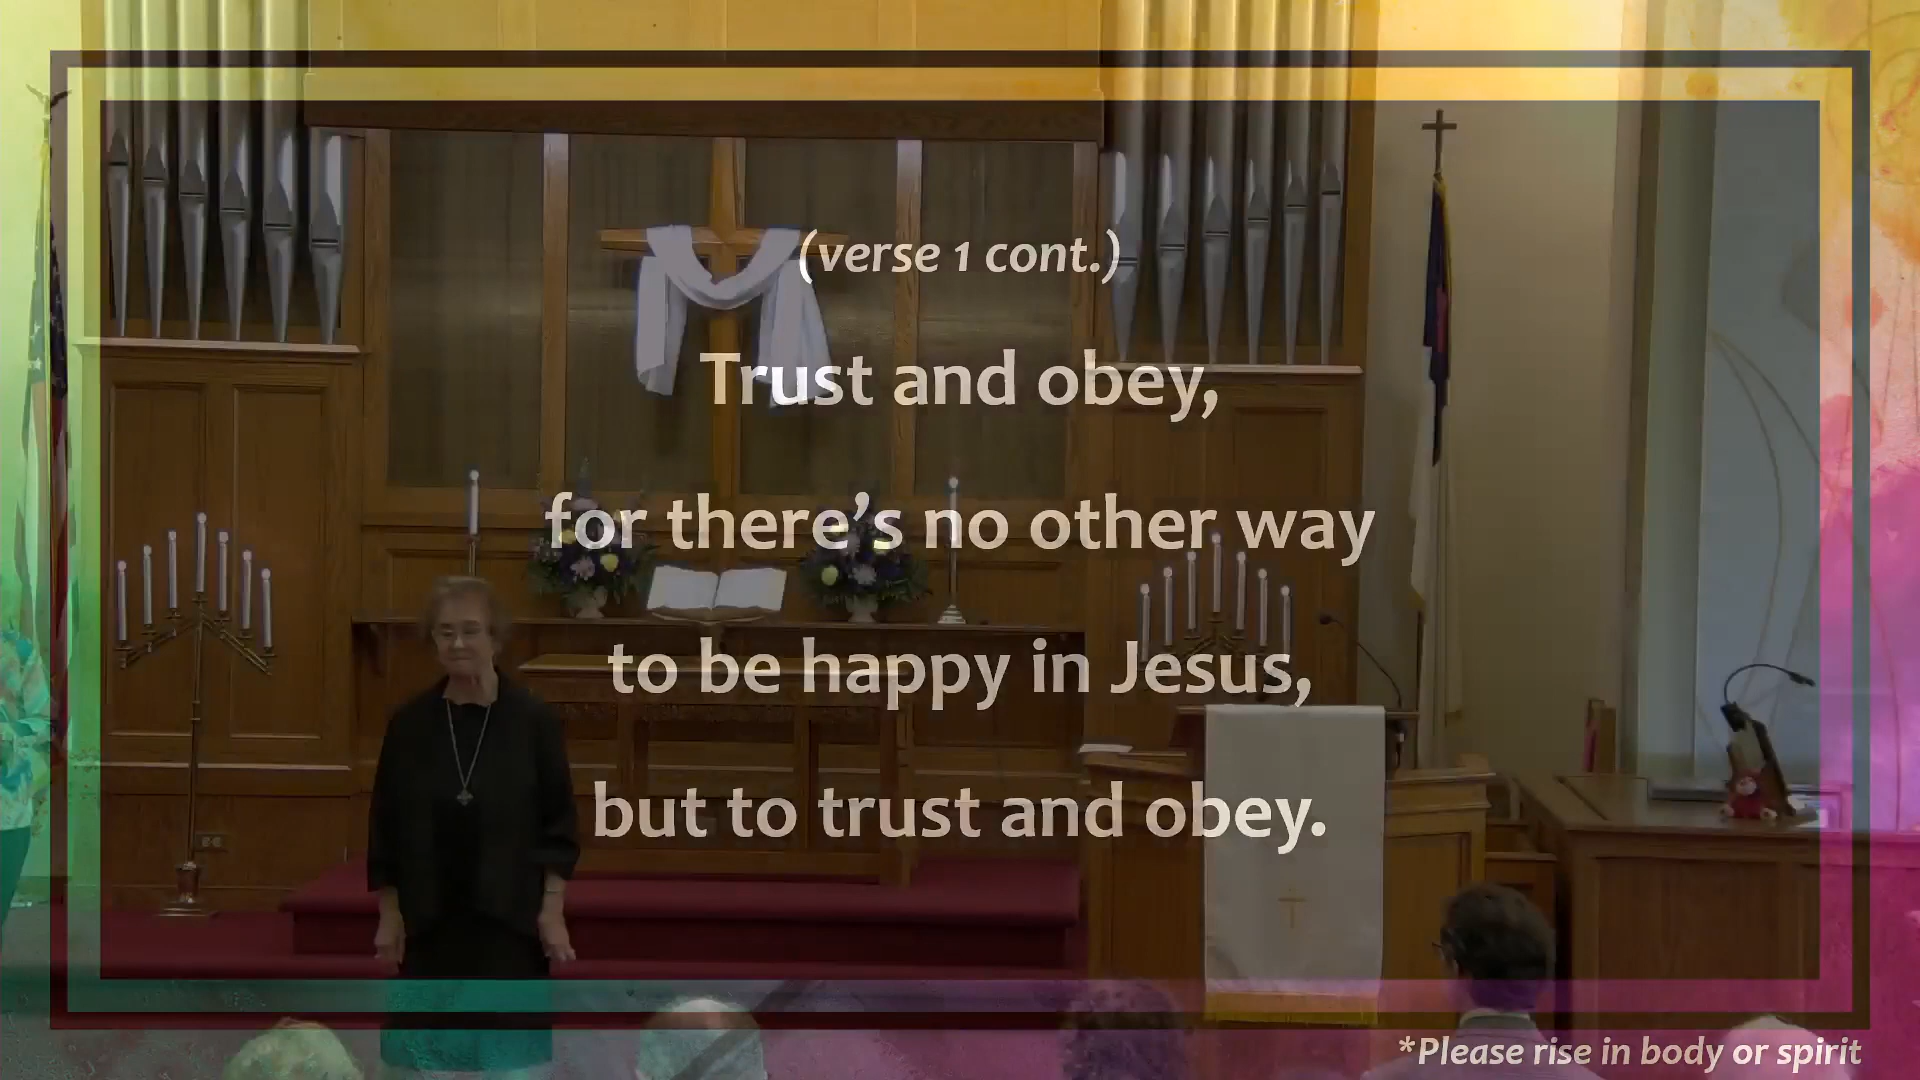 (verse 1 cont.)
Trust and obey,
for there’s no other way
to be happy in Jesus,
but to trust and obey.
*Please rise in body or spirit